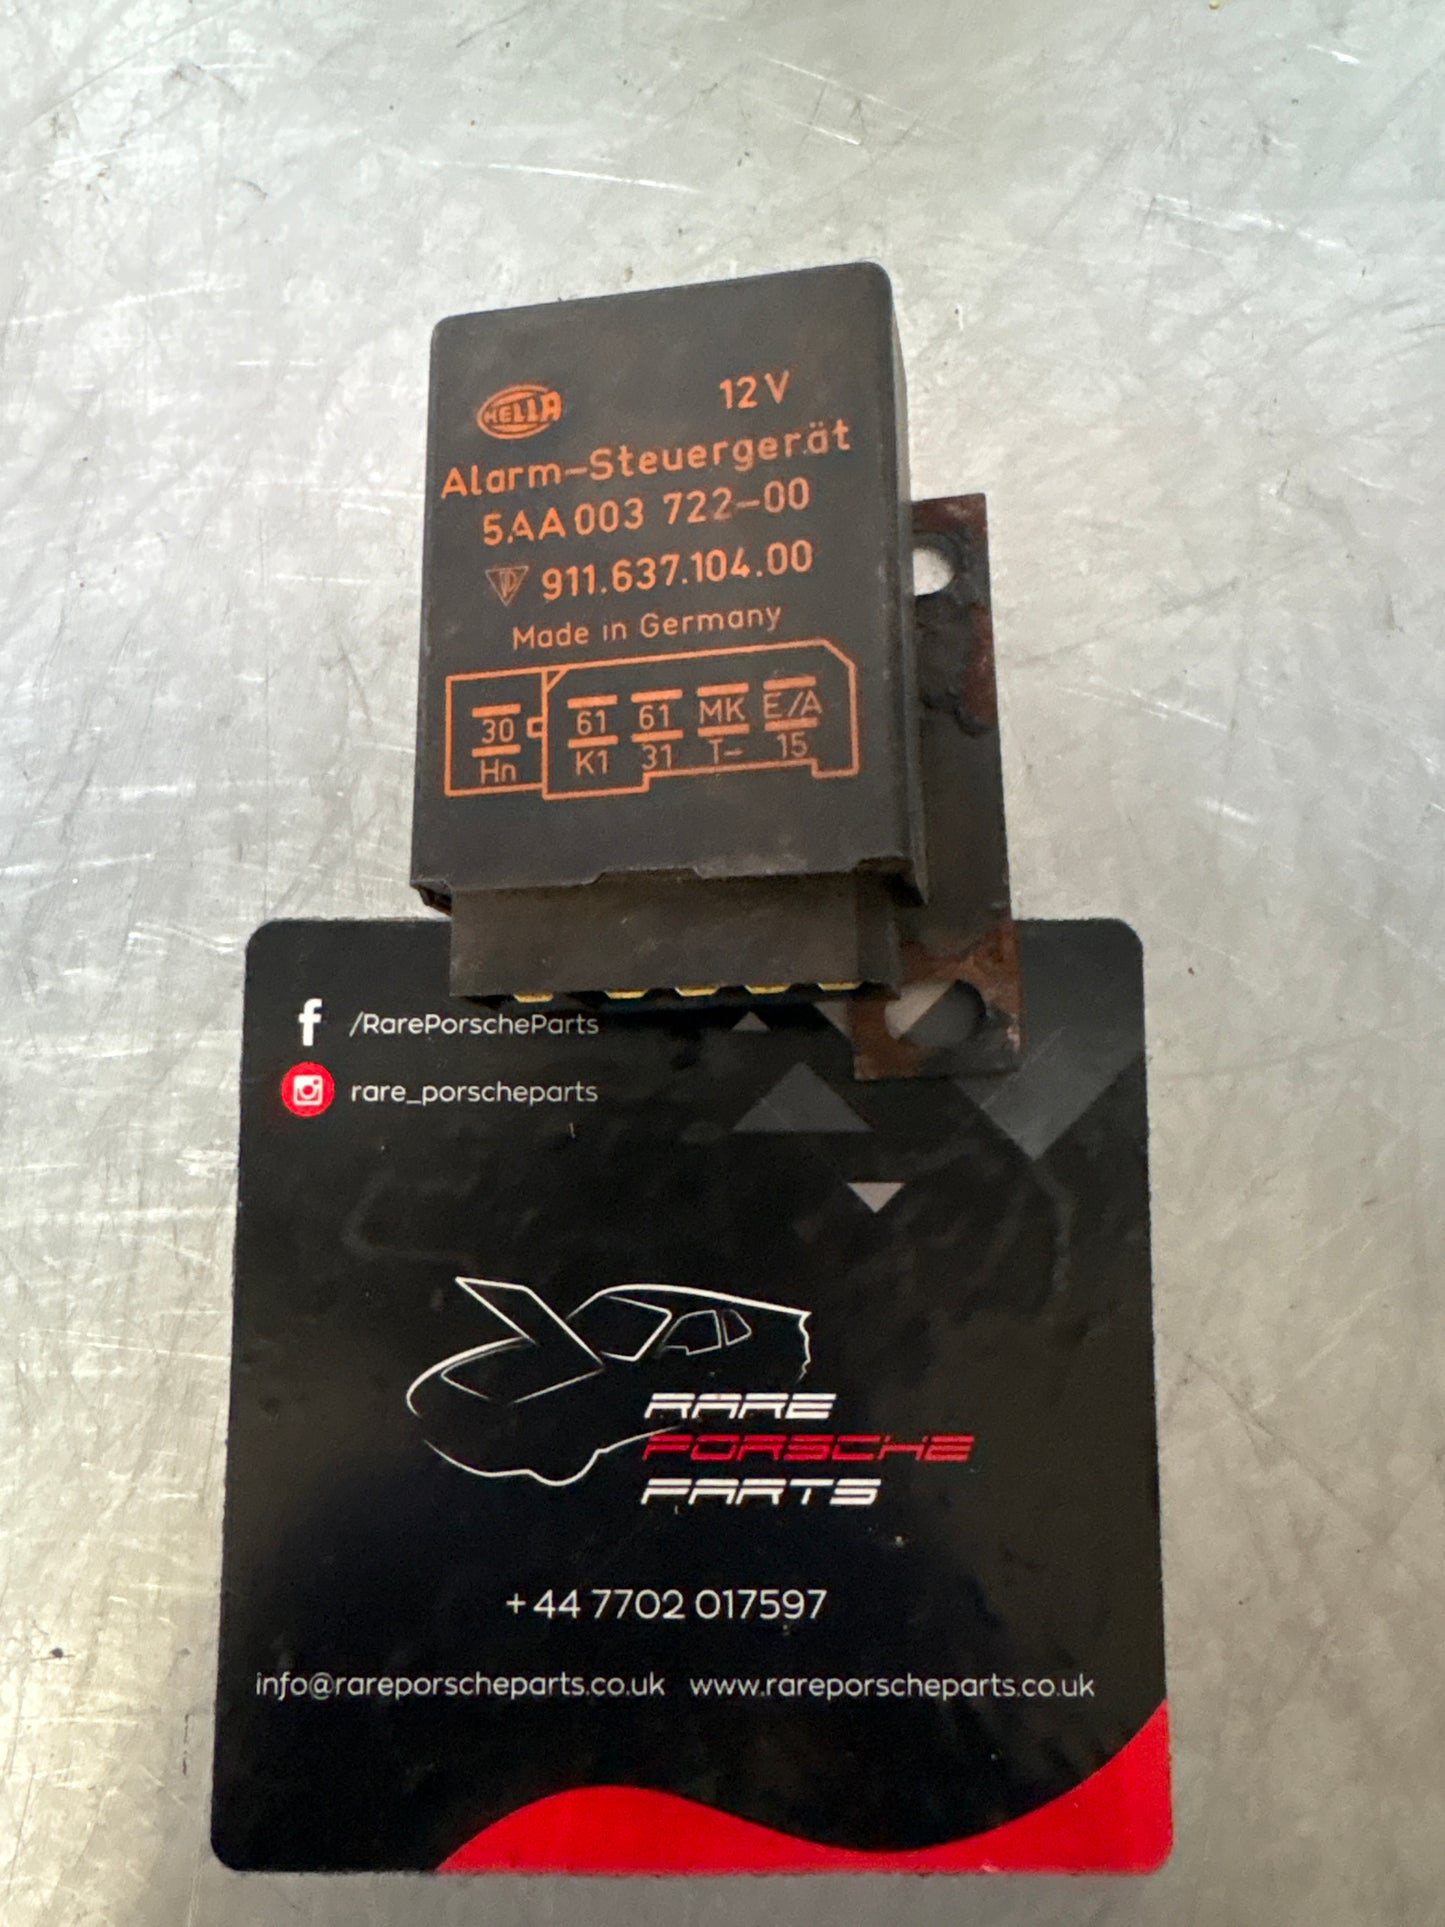 HELLA
12V
Alarm-Steuergerät
5AA 003 722-00
911.637.104.00
Made in Germany
30 61 61 MK E/A
Hn K1 31 T- 15
f /RarePorscheParts
rare_porscheparts
RARE
PORSCHE
PARTS
+44 7702 017597
info@rareporscheparts.co.uk www.rareporscheparts.co.uk